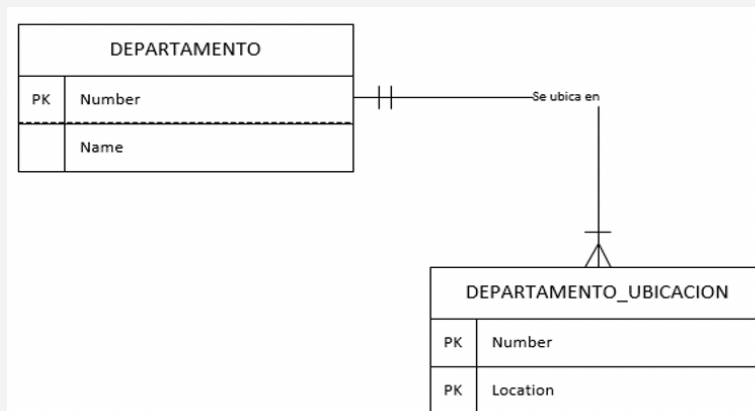 DEPARTAMENTO
PK Number
Name
Se ubica en
DEPARTAMENTO_UBICACION
PK Number
PK Location